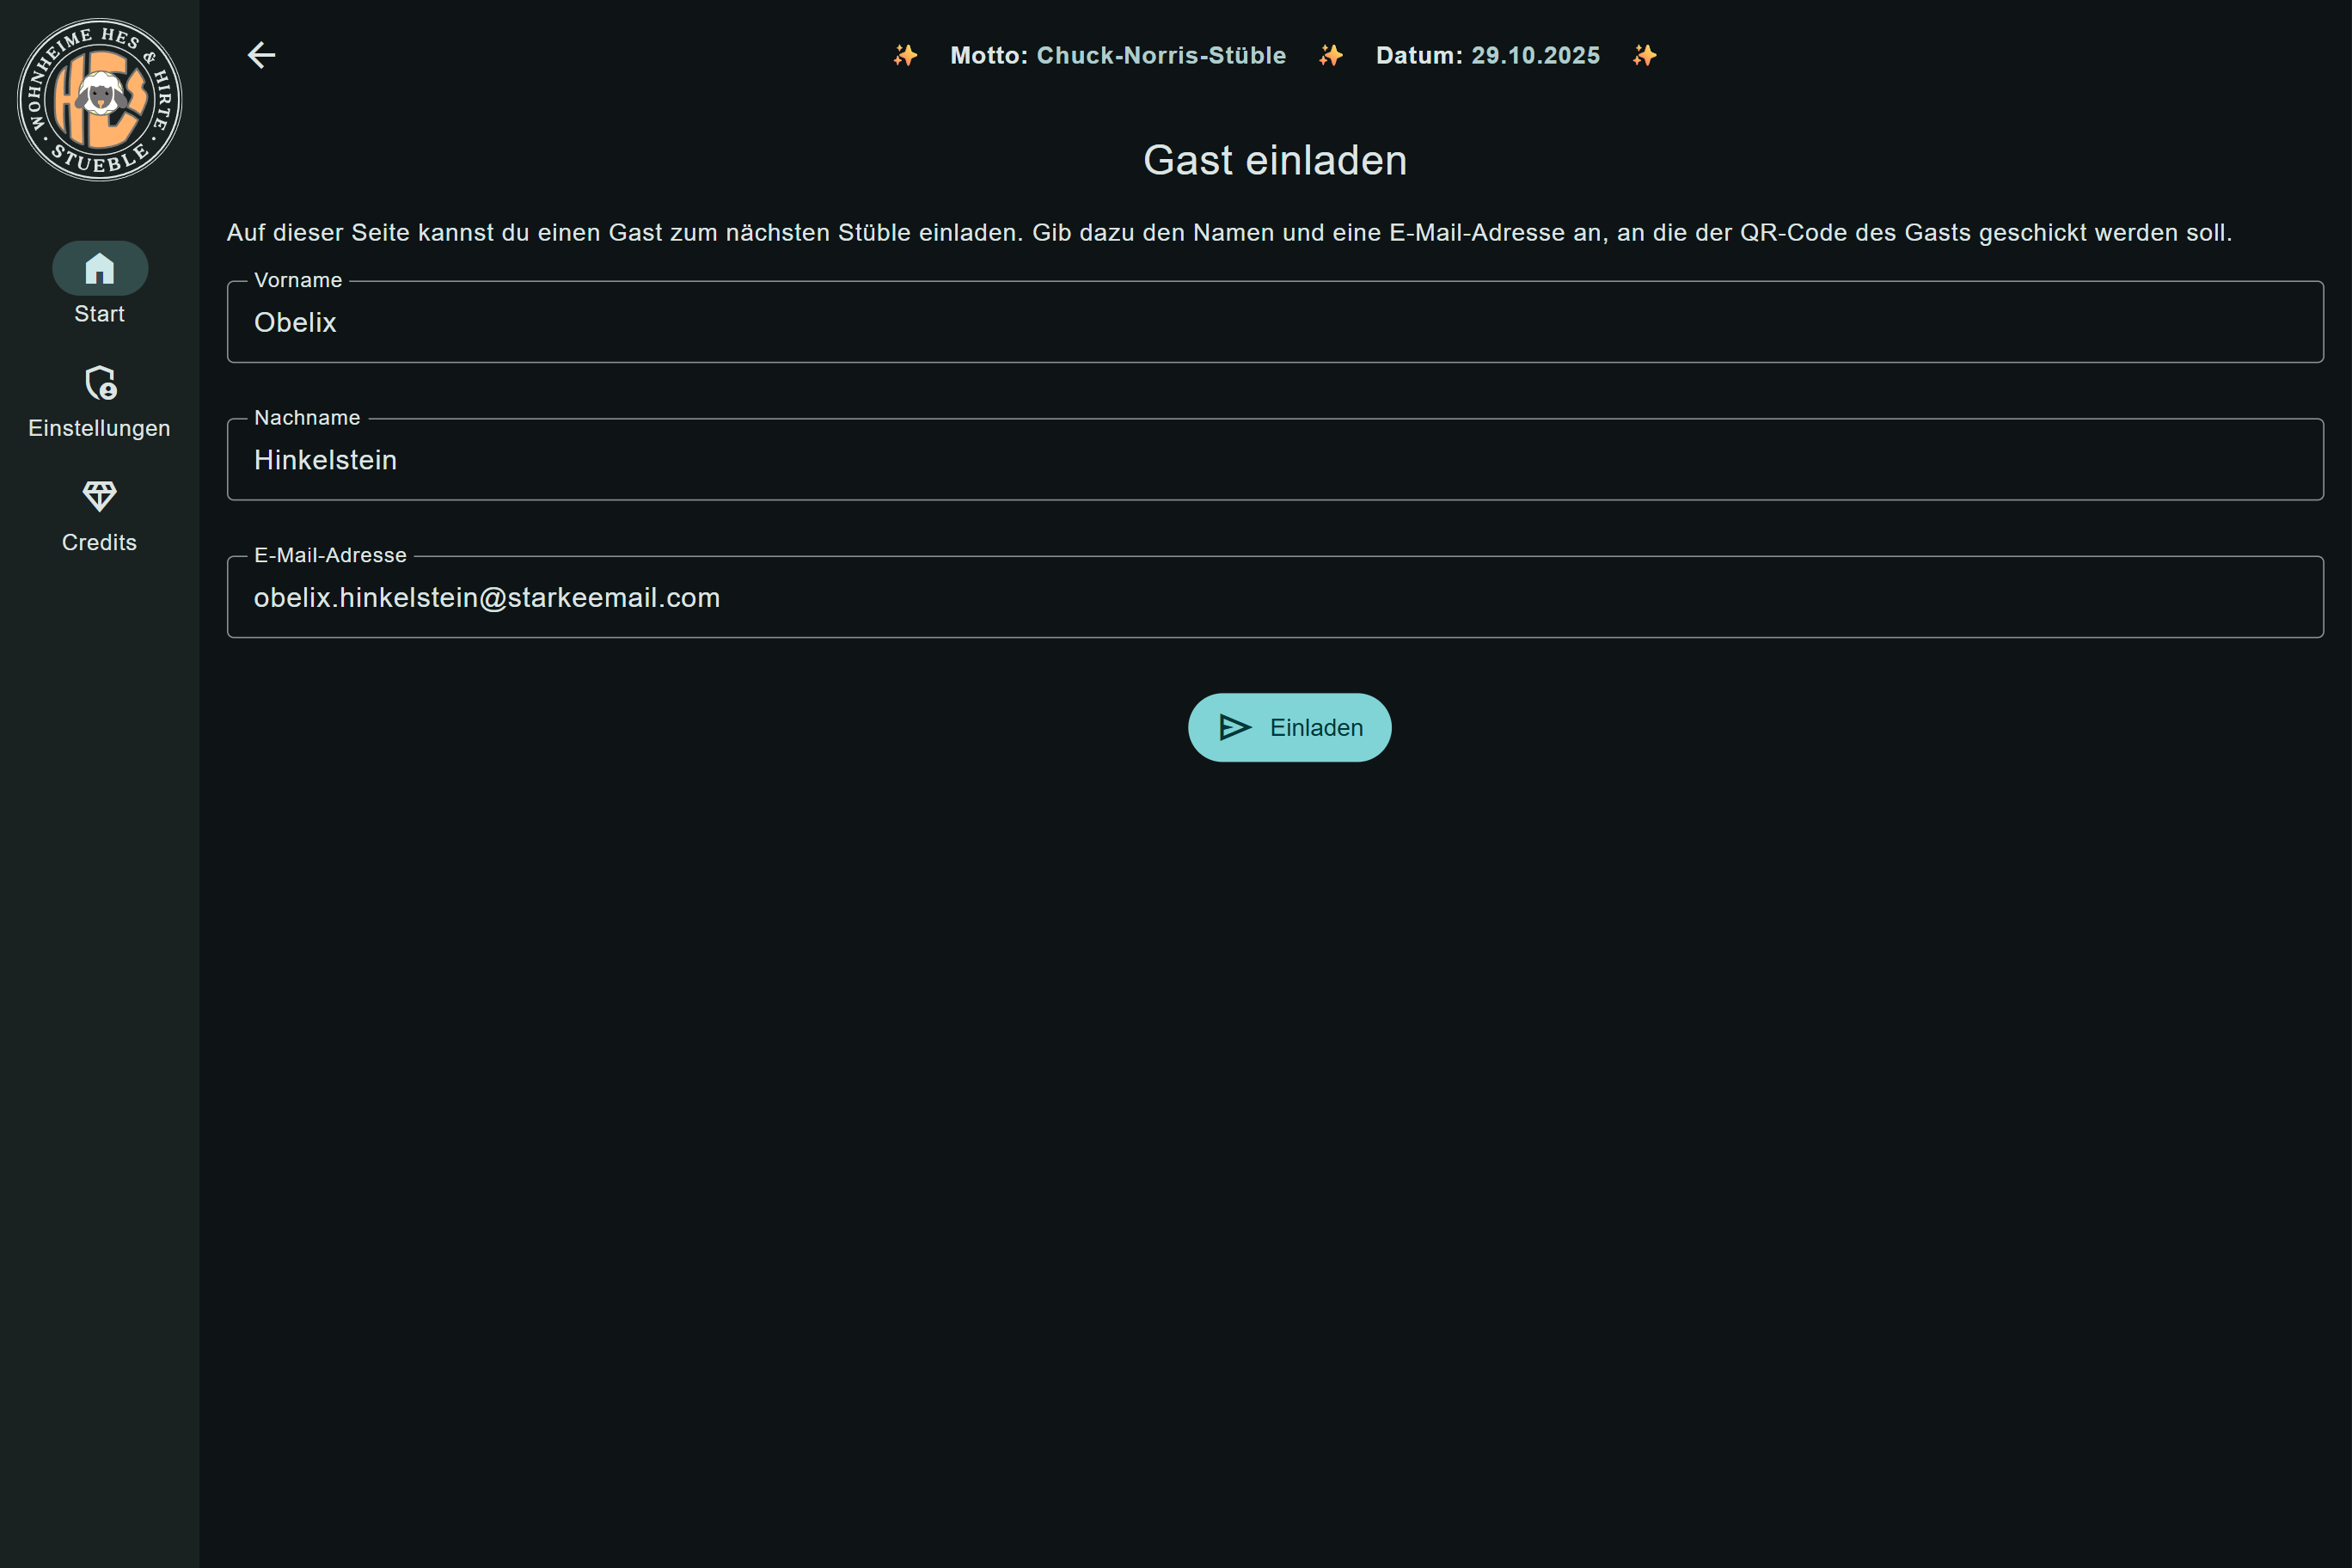 WOHNHEIME HES & HIRTE
HES
· STUEBLE ·
Motto: Chuck-Norris-Stüble Datum: 29.10.2025
Gast einladen
Auf dieser Seite kannst du einen Gast zum nächsten Stüble einladen. Gib dazu den Namen und eine E-Mail-Adresse an, an die der QR-Code des Gasts geschickt werden soll.
Start
Einstellungen
Credits
Vorname
Obelix
Nachname
Hinkelstein
E-Mail-Adresse
obelix.hinkelstein@starkeemail.com
Einladen